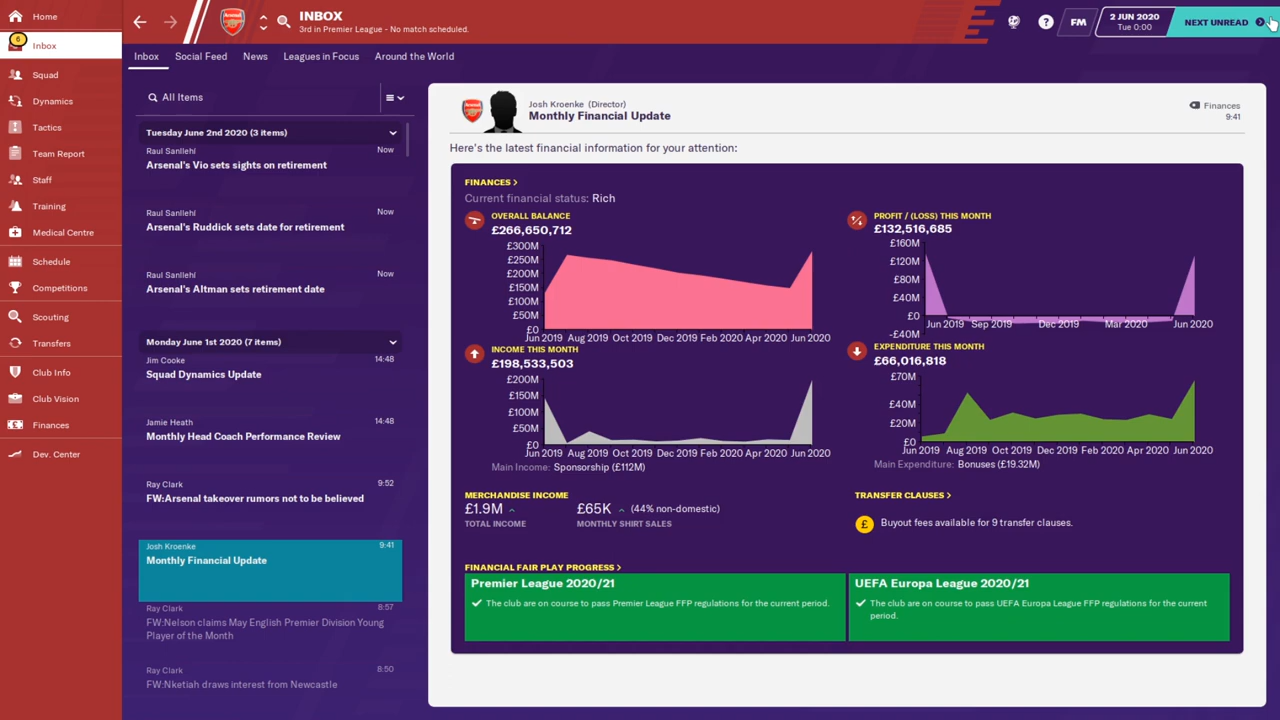 Home
6
Inbox
Squad
Dynamics
Tactics
Team Report
Staff
Training
Medical Centre
Schedule
Competitions
Scouting
Transfers
Club Info
Club Vision
Finances
Dev. Center
INBOX
3rd in Premier League - No match scheduled.
?
FM
2 JUN 2020
Tue 0:00
NEXT UNREAD
Inbox
Social Feed
News
Leagues in Focus
Around the World
All Items
Tuesday June 2nd 2020 (3 items)
Raul Sanllehí Now
Arsenal's Vio sets sights on retirement
Raul Sanllehí Now
Arsenal's Ruddick sets date for retirement
Raul Sanllehí Now
Arsenal's Altman sets retirement date
Monday June 1st 2020 (7 items)
Jim Cooke 14:48
Squad Dynamics Update
Jamie Heath 14:48
Monthly Head Coach Performance Review
Ray Clark 9:52
FW:Arsenal takeover rumors not to be believed
Josh Kroenke 9:41
Monthly Financial Update
Ray Clark 8:57
FW:Nelson claims May English Premier Division Young
Player of the Month
Ray Clark 8:50
FW:Nketiah draws interest from Newcastle
Josh Kroenke (Director)
Monthly Financial Update
Finances
9:41
Here's the latest financial information for your attention:
FINANCES >
Current financial status: Rich
OVERALL BALANCE
£266,650,712
£300M
£250M
£200M
£150M
£100M
£50M
£0
Jun 2019 Aug 2019 Oct 2019 Dec 2019 Feb 2020 Apr 2020 Jun 2020
PROFIT / (LOSS) THIS MONTH
£132,516,685
£160M
£120M
£80M
£40M
£0
-£40M
Jun 2019 Sep 2019 Dec 2019 Mar 2020 Jun 2020
INCOME THIS MONTH
£198,533,503
£200M
£150M
£100M
£50M
£0
Jun 2019 Aug 2019 Oct 2019 Dec 2019 Feb 2020 Apr 2020 Jun 2020
Main Income: Sponsorship (£112M)
EXPENDITURE THIS MONTH
£66,016,818
£70M
£40M
£20M
£0
Jun 2019 Aug 2019 Oct 2019 Dec 2019 Feb 2020 Apr 2020 Jun 2020
Main Expenditure: Bonuses (£19.32M)
MERCHANDISE INCOME
£1.9M £65K (44% non-domestic)
TOTAL INCOME MONTHLY SHIRT SALES
TRANSFER CLAUSES >
£ Buyout fees available for 9 transfer clauses.
FINANCIAL FAIR PLAY PROGRESS >
Premier League 2020/21
The club are on course to pass Premier League FFP regulations for the current period.
UEFA Europa League 2020/21
The club are on course to pass UEFA Europa League FFP regulations for the current
period.